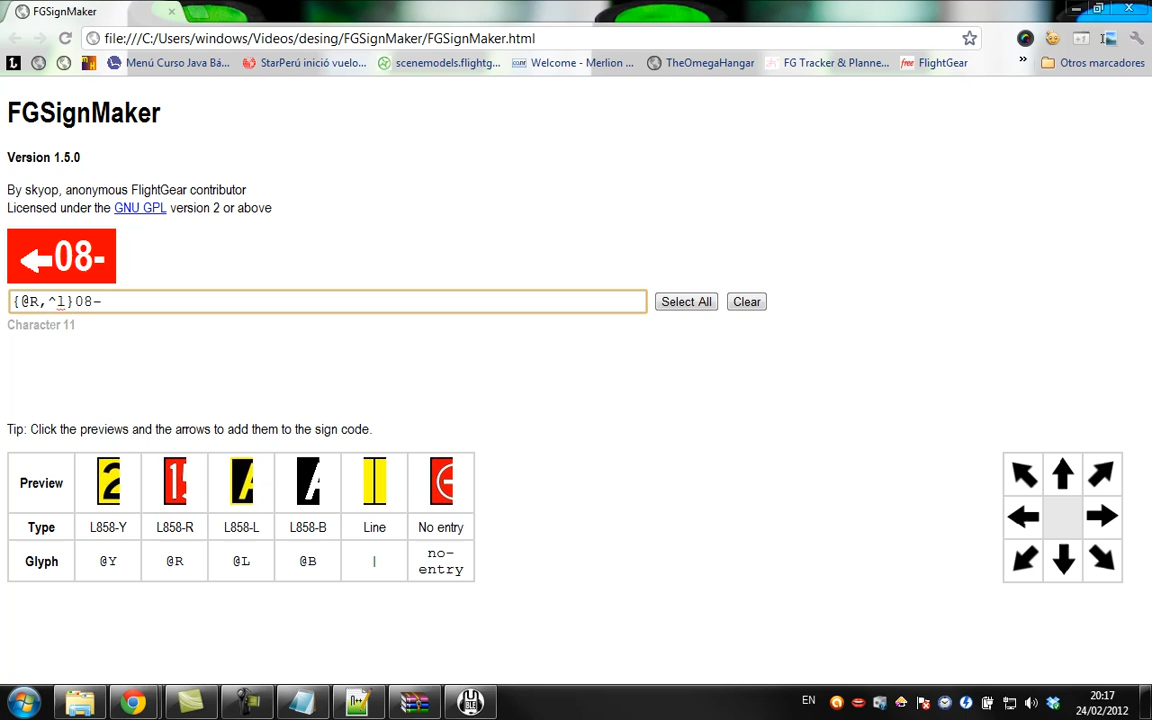 FGSignMaker
file:///C:/Users/windows/Videos/desing/FGSignMaker/FGSignMaker.html
Menú Curso Java Bá... StarPerú inició vuelo... scenemodels.flightg... Welcome - Merlion ... TheOmegaHangar FG Tracker & Planne... free FlightGear » Otros marcadores
FGSignMaker
Version 1.5.0
By skyop, anonymous FlightGear contributor
Licensed under the GNU GPL version 2 or above
←08-
{@R,^l}08- Select All Clear
Character 11
Tip: Click the previews and the arrows to add them to the sign code.
Preview 2 1 A A
Type L858-Y L858-R L858-L L858-B Line No entry
Glyph @Y @R @L @B | no-entry
EN 20:17
24/02/2012